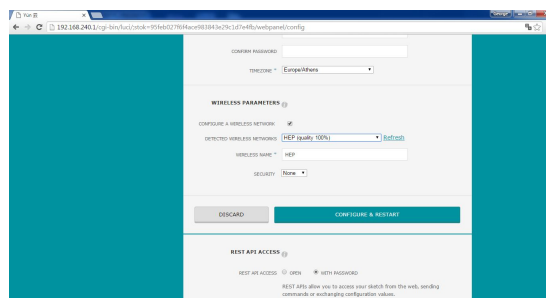 Yún
George
192.168.240.1/cgi-bin/luci/;stok=95feb027f6f4ace983843e29c1d7e4fb/webpanel/config
CONFIRM PASSWORD
TIMEZONE * Europe/Athens
WIRELESS PARAMETERS
CONFIGURE A WIRELESS NETWORK
DETECTED WIRELESS NETWORKS HEP (quality 100%) Refresh
WIRELESS NAME * HEP
SECURITY None
DISCARD CONFIGURE & RESTART
REST API ACCESS
REST API ACCESS OPEN WITH PASSWORD
REST APIs allow you to access your sketch from the web, sending
commands or exchanging configuration values.